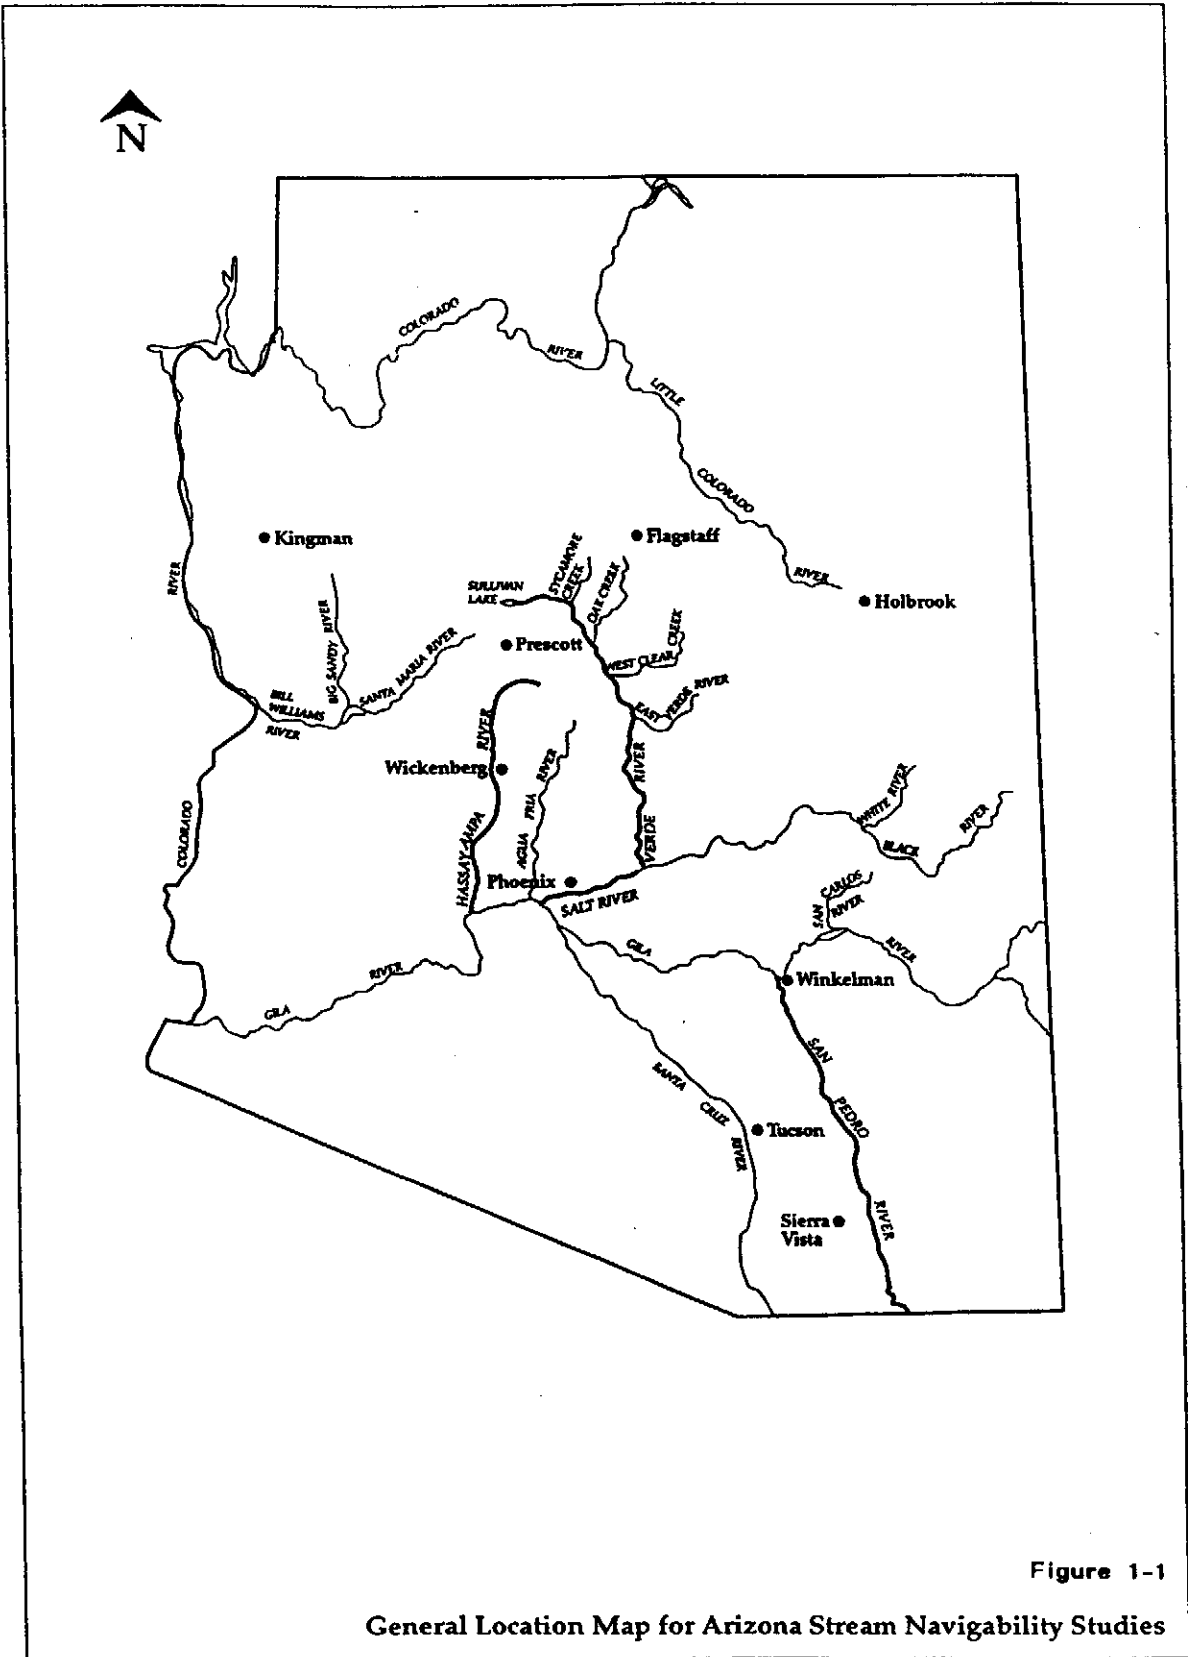 N
COLORADO
RIVER
LITTLE
COLORADO
RIVER
Kingman
Flagstaff
Holbrook
RIVER
SYCAMORE
CREEK
OAK CREEK
SULLIVAN
LAKE
Prescott
WEST CLEAR CREEK
BIG SANDY RIVER
SANTA MARIA RIVER
BILL
WILLIAMS
RIVER
EAST VERDE RIVER
RIVER
Wickenberg
RIVER
AGUA FRIA RIVER
HASSAYAMPA
VERDE
WHITE RIVER
BLACK RIVER
COLORADO
Phoenix
SALT RIVER
SAN CARLOS
RIVER
GILA
RIVER
RIVER
Winkelman
GILA
SAN
PEDRO
RIVER
SANTA
CRUZ
RIVER
Tucson
Sierra
Vista
Figure 1-1
General Location Map for Arizona Stream Navigability Studies